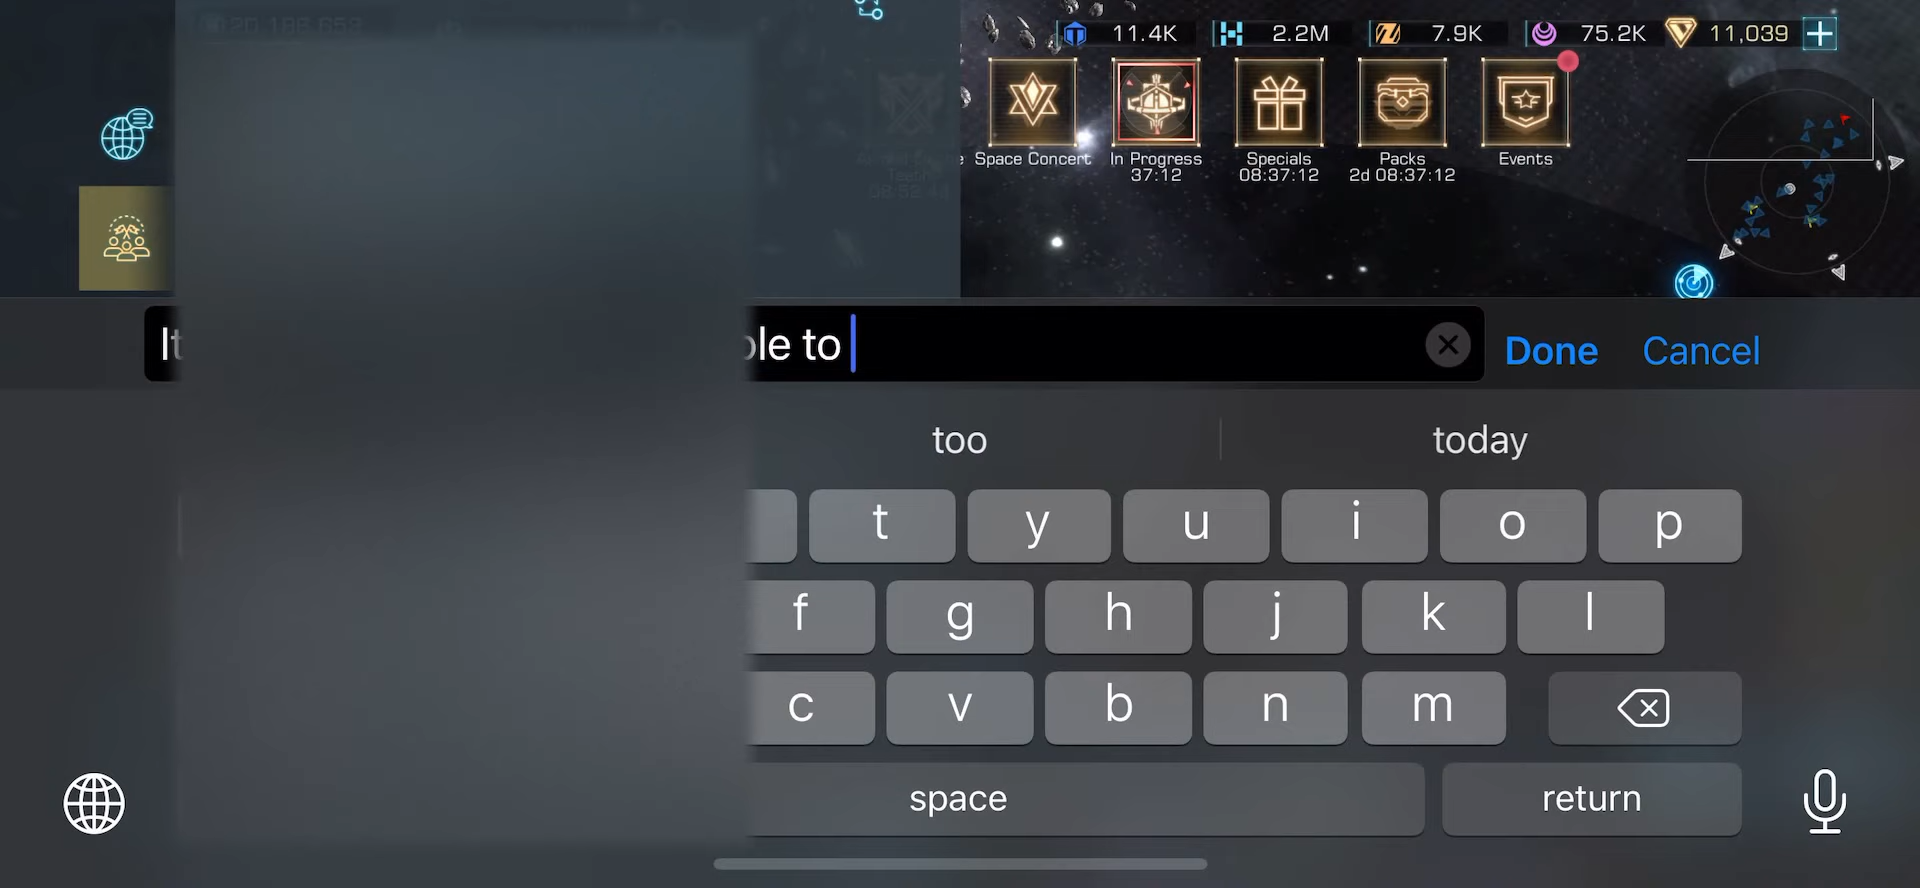 11.4K 2.2M 7.9K 75.2K 11,039
Space Concert In Progress Specials Packs Events
37:12 08:37:12 2d 08:37:12
It ble to
Done Cancel
too today
t y u i o p
f g h j k l
c v b n m
space return